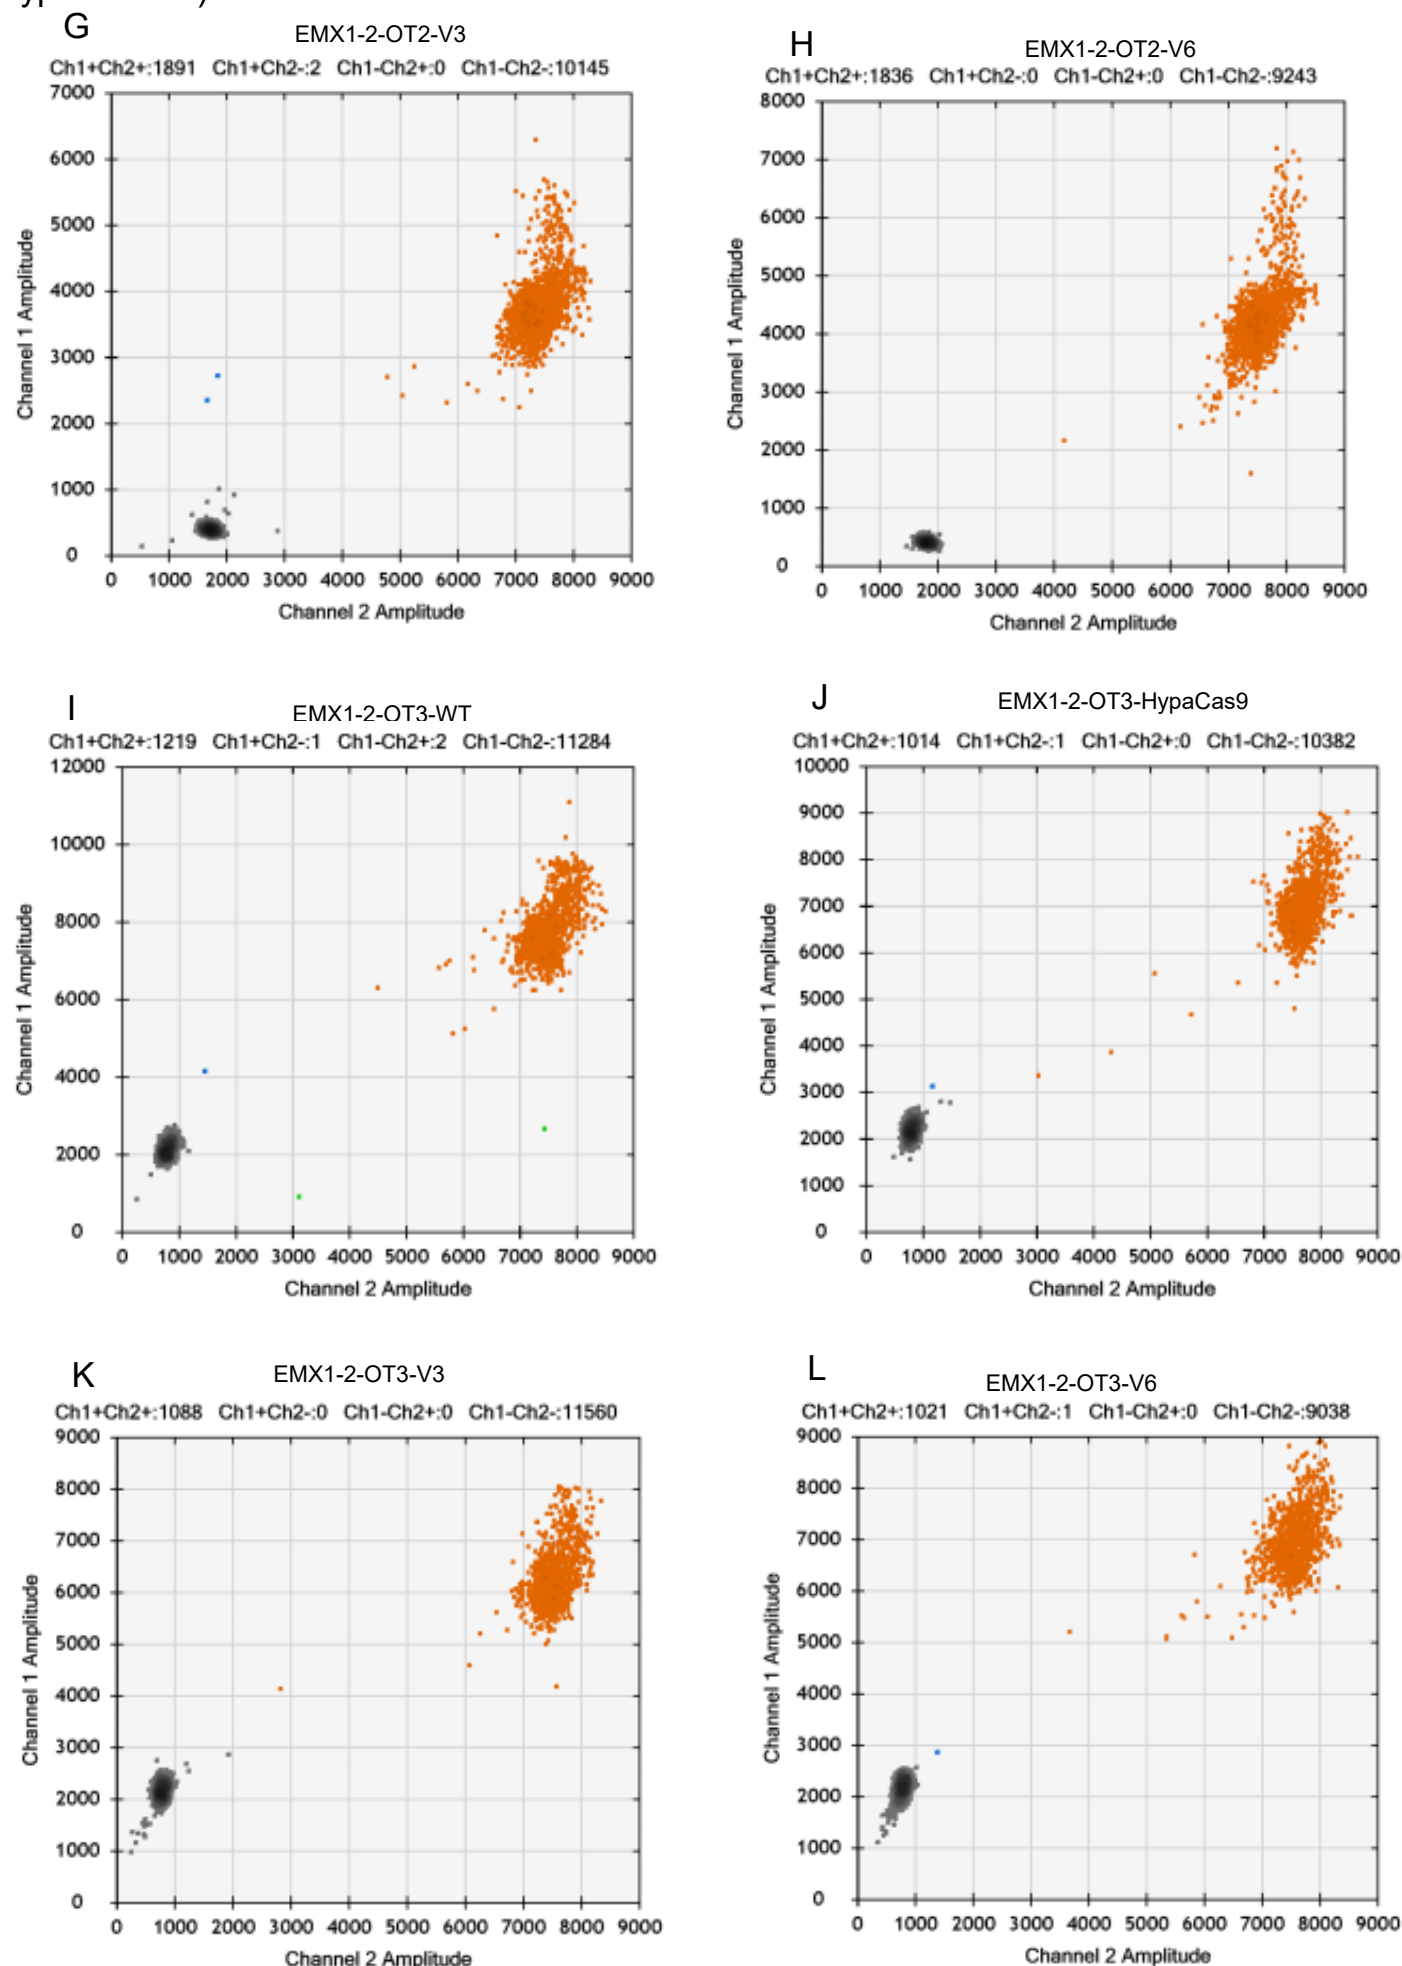 G
EMX1-2-OT2-V3
Ch1+Ch2+:1891 Ch1+Ch2-:2 Ch1-Ch2+:0 Ch1-Ch2-:10145
7000
6000
5000
4000
3000
2000
1000
0
Channel 1 Amplitude
0 1000 2000 3000 4000 5000 6000 7000 8000 9000
Channel 2 Amplitude
H
EMX1-2-OT2-V6
Ch1+Ch2+:1836 Ch1+Ch2-:0 Ch1-Ch2+:0 Ch1-Ch2-:9243
8000
7000
6000
5000
4000
3000
2000
1000
0
Channel 1 Amplitude
0 1000 2000 3000 4000 5000 6000 7000 8000 9000
Channel 2 Amplitude
I
EMX1-2-OT3-WT
Ch1+Ch2+:1219 Ch1+Ch2-:1 Ch1-Ch2+:2 Ch1-Ch2-:11284
12000
10000
8000
6000
4000
2000
0
Channel 1 Amplitude
0 1000 2000 3000 4000 5000 6000 7000 8000 9000
Channel 2 Amplitude
J
EMX1-2-OT3-HypaCas9
Ch1+Ch2+:1014 Ch1+Ch2-:1 Ch1-Ch2+:0 Ch1-Ch2-:10382
10000
9000
8000
7000
6000
5000
4000
3000
2000
1000
0
Channel 1 Amplitude
0 1000 2000 3000 4000 5000 6000 7000 8000 9000
Channel 2 Amplitude
K
EMX1-2-OT3-V3
Ch1+Ch2+:1088 Ch1+Ch2-:0 Ch1-Ch2+:0 Ch1-Ch2-:11560
9000
8000
7000
6000
5000
4000
3000
2000
1000
0
Channel 1 Amplitude
0 1000 2000 3000 4000 5000 6000 7000 8000 9000
Channel 2 Amplitude
L
EMX1-2-OT3-V6
Ch1+Ch2+:1021 Ch1+Ch2-:1 Ch1-Ch2+:0 Ch1-Ch2-:9038
9000
8000
7000
6000
5000
4000
3000
2000
1000
0
Channel 1 Amplitude
0 1000 2000 3000 4000 5000 6000 7000 8000 9000
Channel 2 Amplitude